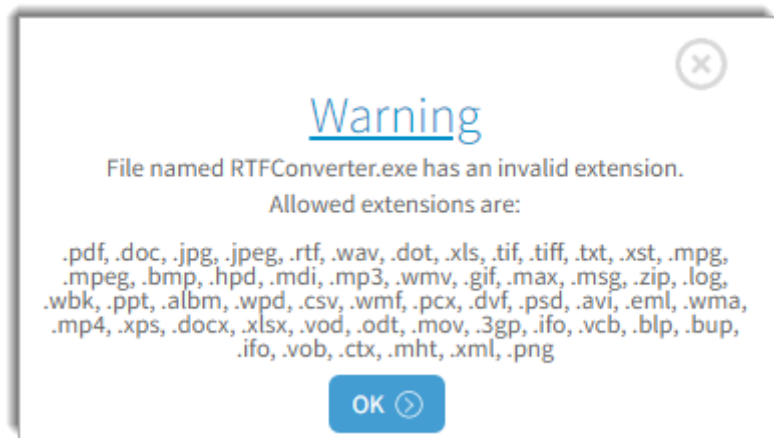 Warning
File named RTFConverter.exe has an invalid extension.
Allowed extensions are:
.pdf, .doc, .jpg, .jpeg, .rtf, .wav, .dot, .xls, .tif, .tiff, .txt, .xst, .mpg,
.mpeg, .bmp, .hpd, .mdi, .mp3, .wmv, .gif, .max, .msg, .zip, .log,
.wbk, .ppt, .albm, .wpd, .csv, .wmf, .pcx, .dvf, .psd, .avi, .eml, .wma,
.mp4, .xps, .docx, .xlsx, .vod, .odt, .mov, .3gp, .ifo, .vcb, .blp, .bup,
.ifo, .vob, .ctx, .mht, .xml, .png
OK